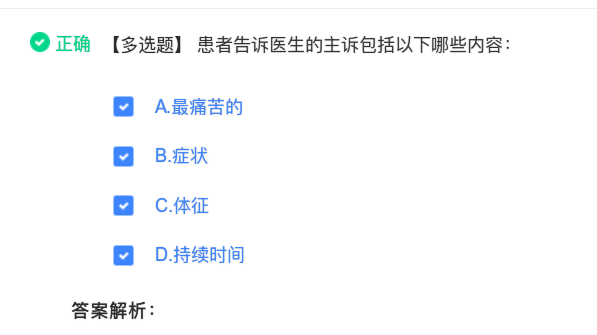 正确 【多选题】 患者告诉医生的主诉包括以下哪些内容：
A.最痛苦的
B.症状
C.体征
D.持续时间
答案解析：